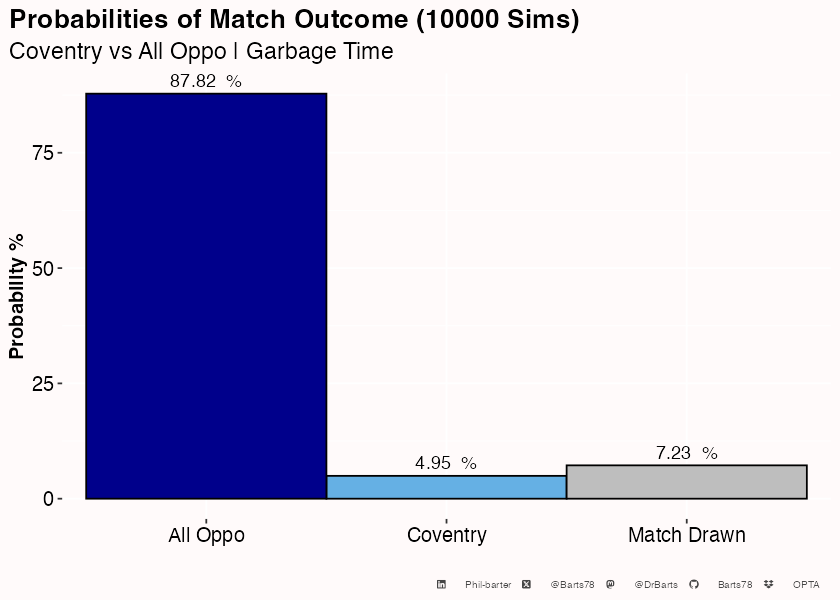 Probabilities of Match Outcome (10000 Sims)
Coventry vs All Oppo | Garbage Time
87.82 %
75
Probability %
50
25
4.95 %
7.23 %
0
All Oppo Coventry Match Drawn
Phil-barter @Barts78 @DrBarts Barts78 OPTA